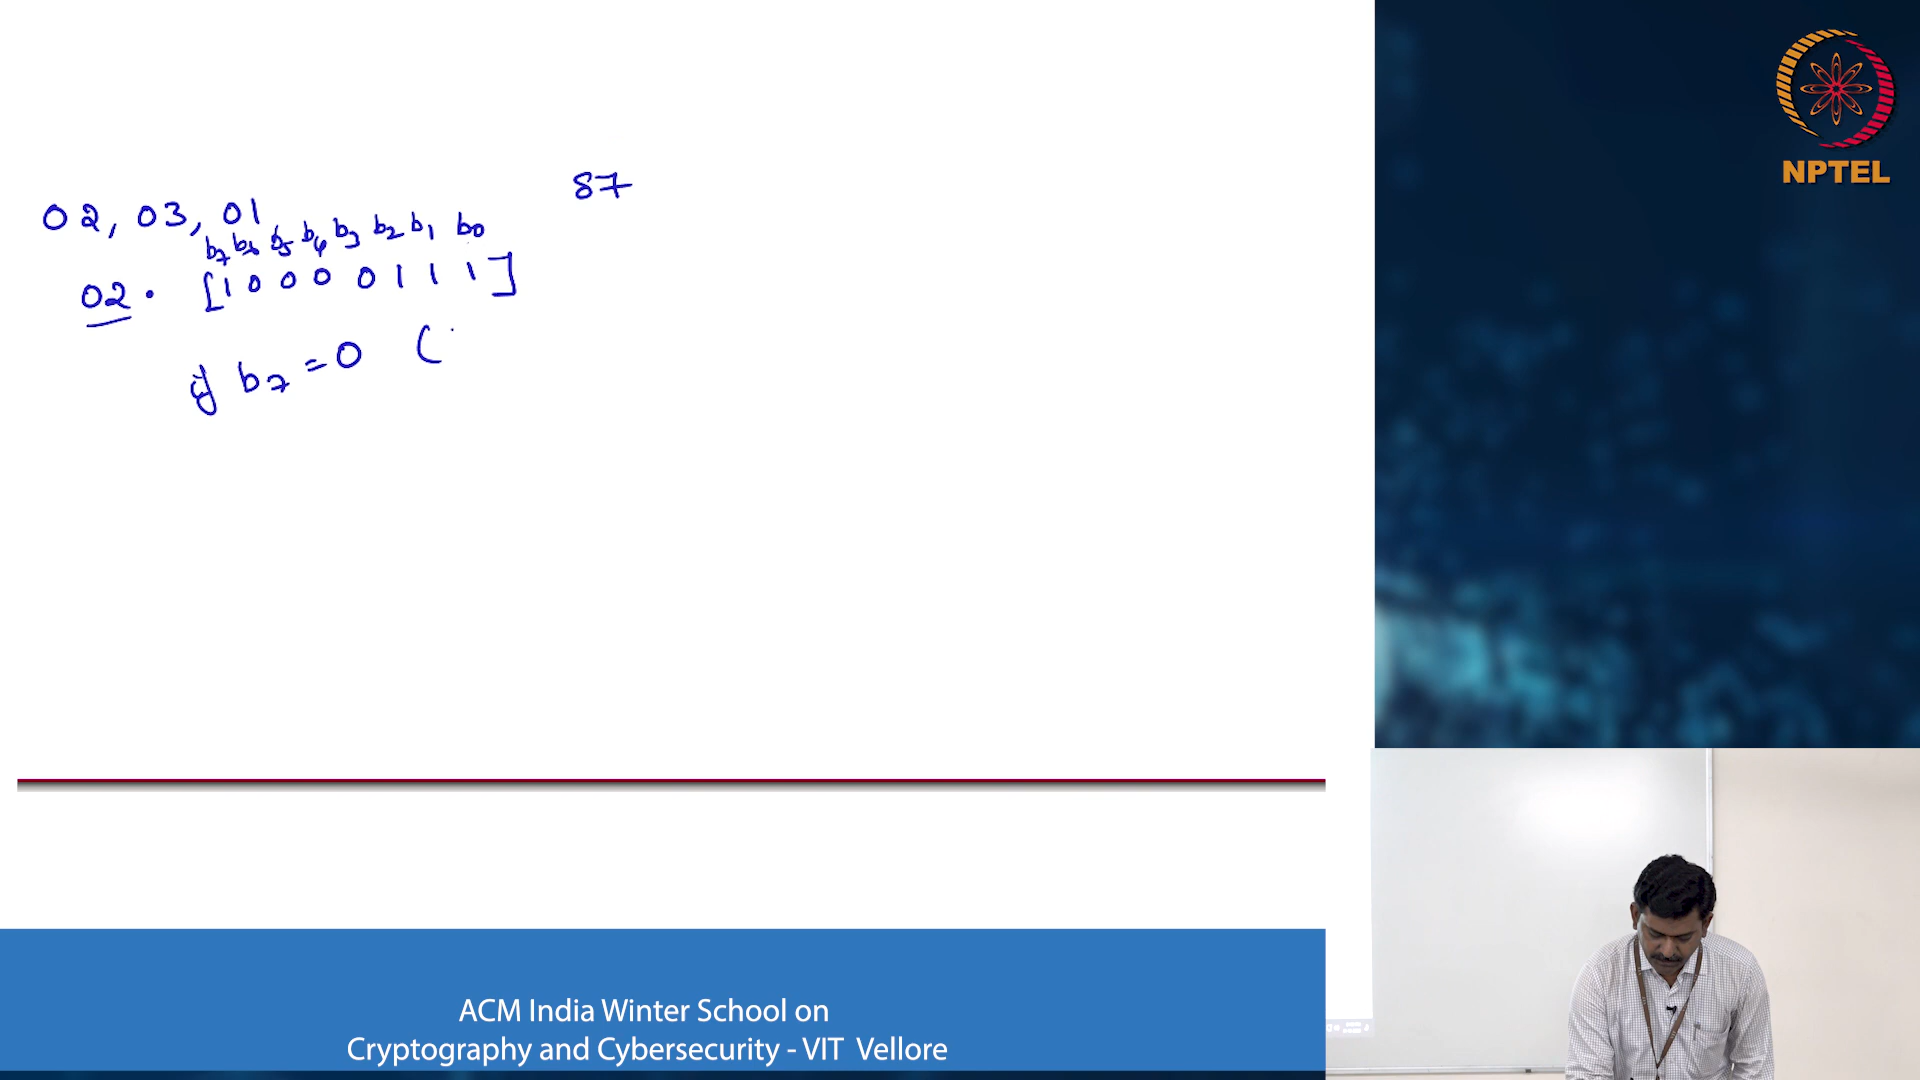 87
02, 03, 01
b7 b6 b5 b4 b3 b2 b1 b0
02 · [1 0 0 0 0 1 1 1]
if b7 = 0 (
NPTEL
ACM India Winter School on
Cryptography and Cybersecurity - VIT Vellore